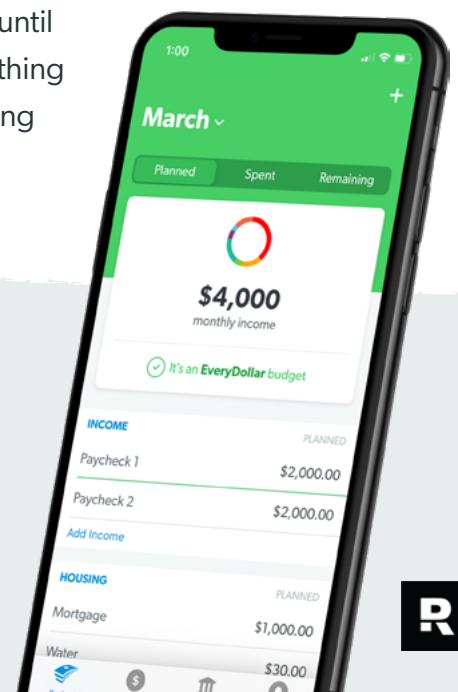 until
thing
ng
1:00
+
March
Planned Spent Remaining
$4,000
monthly income
It's an EveryDollar budget
INCOME PLANNED
Paycheck 1 $2,000.00
Paycheck 2 $2,000.00
Add Income
HOUSING PLANNED
Mortgage $1,000.00
Water $30.00
$
R